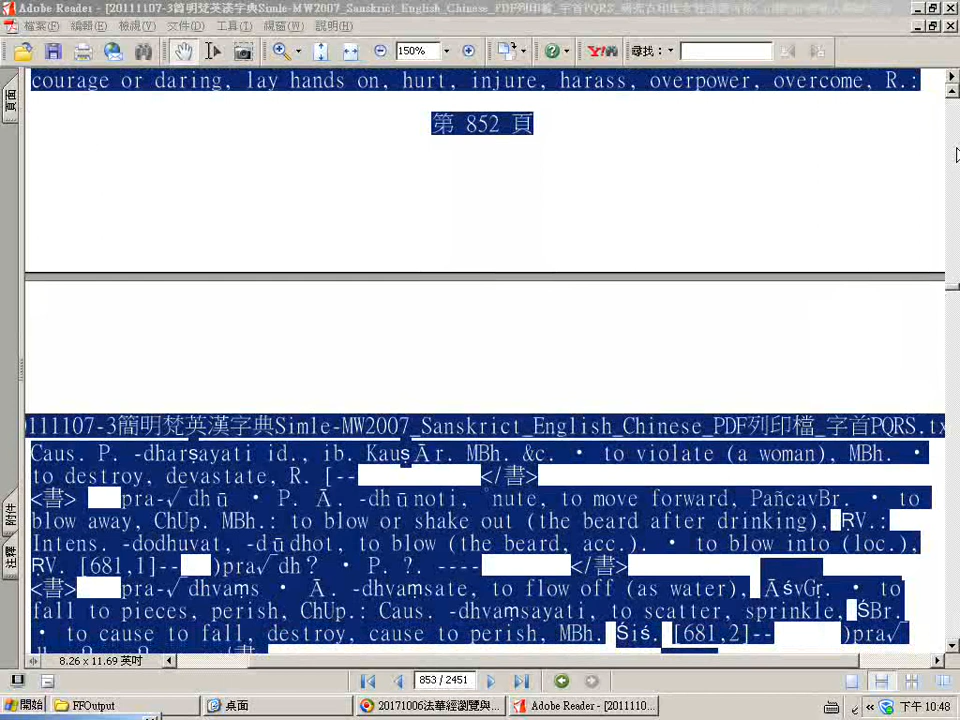 Adobe Reader - [20111107-3簡明梵英漢字典Simle-MW2007_Sanskrit_English_Chinese_PDF列印檔_字首PQRS_
檔案(F) 編輯(E) 檢視(V) 文件(D) 工具(T) 視窗(W) 說明(H)
150% 尋找:
頁面
courage or daring, lay hands on, hurt, injure, harass, overpower, overcome, R.:
第 852 頁
111107-3簡明梵英漢字典Simle-MW2007_Sanskrit_English_Chinese_PDF列印檔_字首PQRS.tx
Caus. P. -dharṣayati id., ib. KauṣĀr. MBh. &c. • to violate (a woman), MBh. •
to destroy, devastate, R. [-- </書>
<書> pra-√dhū • P. Ā. -dhūnoti, °nute, to move forward, PañcavBr. • to
blow away, ChUp. MBh.: to blow or shake out (the beard after drinking), RV.:
Intens. -dodhuvat, -dūdhot, to blow (the beard, acc.). • to blow into (loc.),
RV. [681,1]-- )pra√dh? • P. ?. ---- </書>
<書> pra-√dhvaṃs • Ā. -dhvaṃsate, to flow off (as water), ĀśvGṛ. • to
fall to pieces, perish, ChUp.: Caus. -dhvaṃsayati, to scatter, sprinkle, ŚBr.
• to cause to fall, destroy, cause to perish, MBh. Śiś. [681,2]-- )pra√
附件
註釋
8.26 x 11.69 英吋
853 / 2451
開始 FFOutput 桌面 20171006法華經瀏覽與... Adobe Reader - [2011110... 下午 10:48